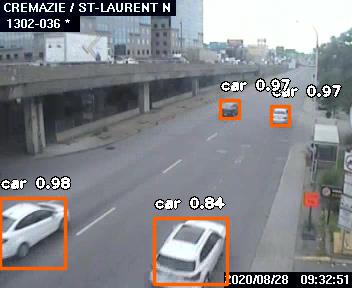 CREMAZIE / ST-LAURENT N
1302-036 *
car 0.97
car 0.97
car 0.98
car 0.84
2020/08/28 09:32:51